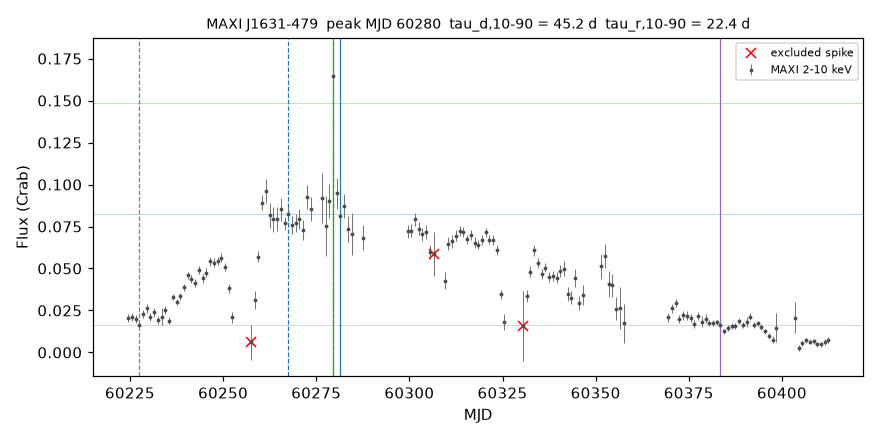 MAXI J1631-479  peak MJD 60280  tau_d,10-90 = 45.2 d  tau_r,10-90 = 22.4 d
excluded spike
MAXI 2-10 keV
Flux (Crab)
0.175
0.150
0.125
0.100
0.075
0.050
0.025
0.000
60225 60250 60275 60300 60325 60350 60375 60400
MJD